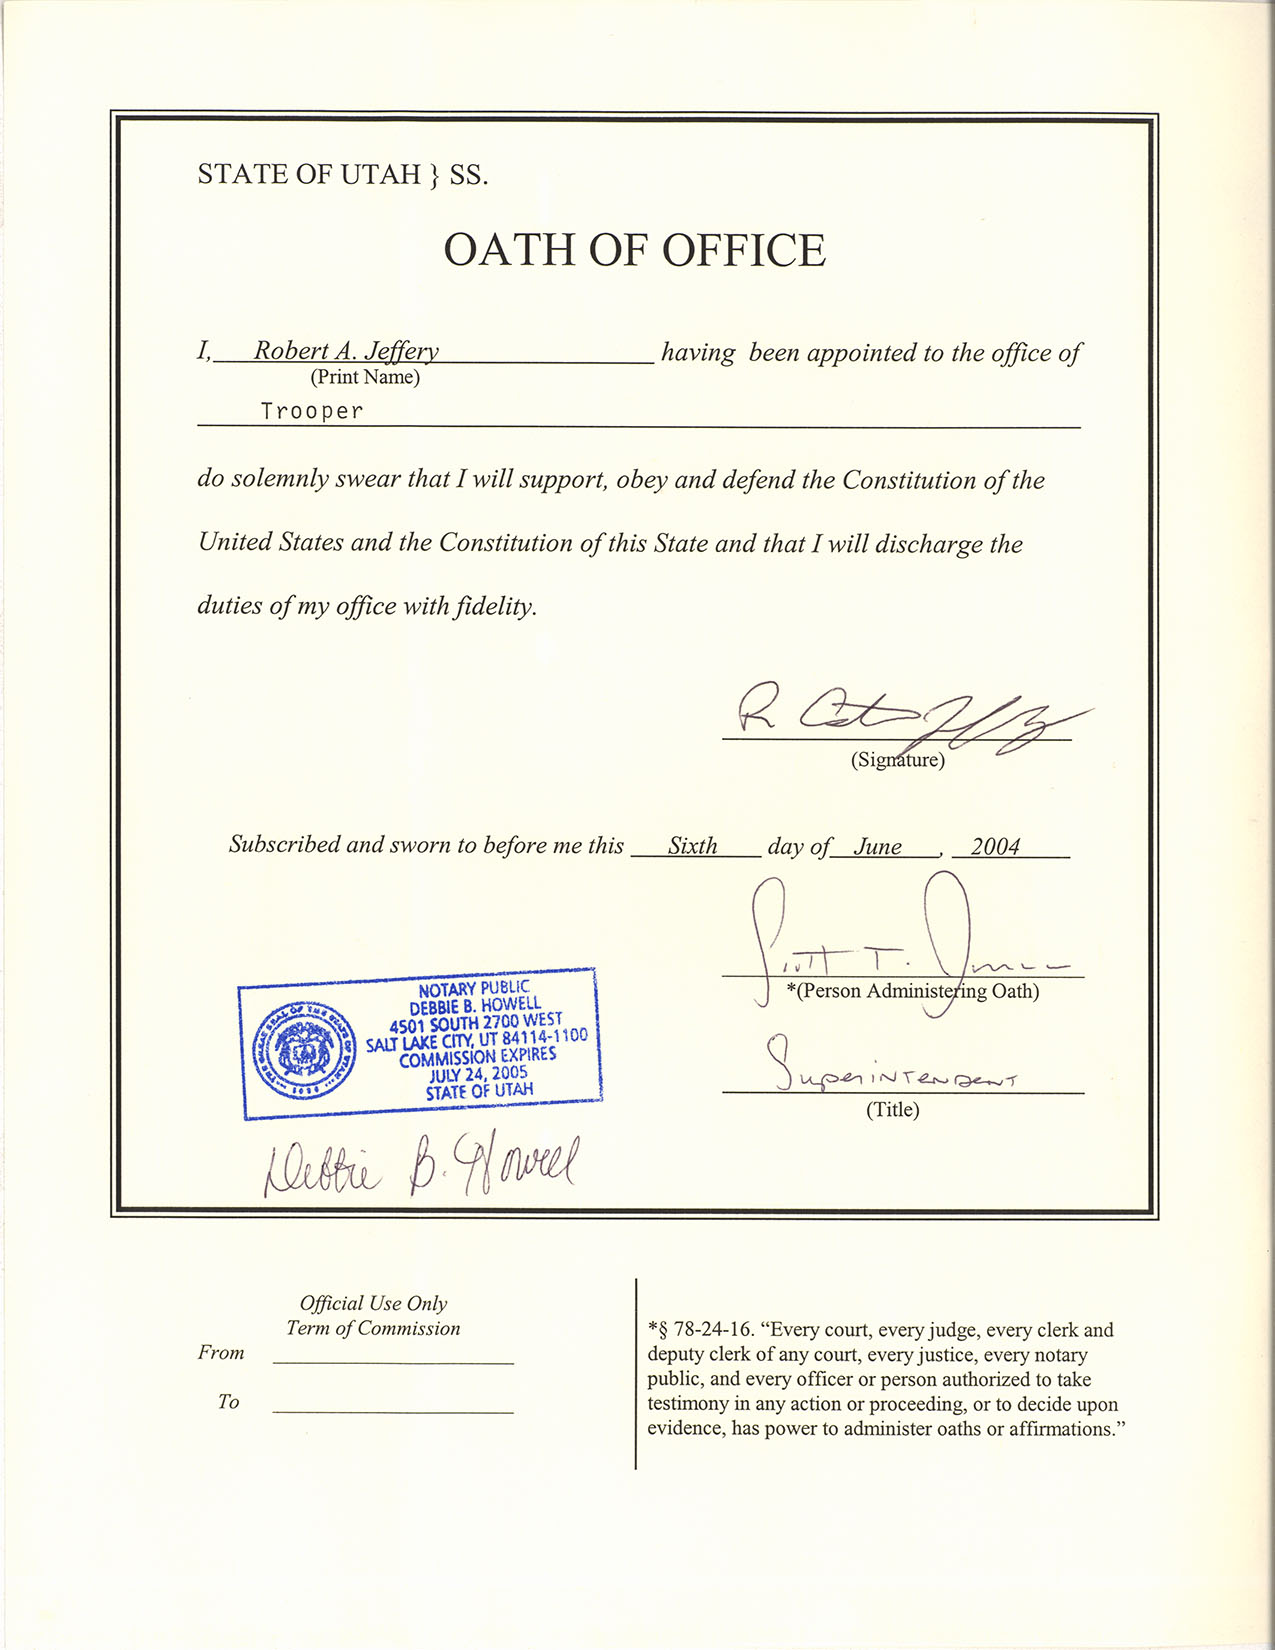 STATE OF UTAH } SS.
OATH OF OFFICE
I, Robert A. Jeffery having been appointed to the office of
(Print Name)
Trooper
do solemnly swear that I will support, obey and defend the Constitution of the
United States and the Constitution of this State and that I will discharge the
duties of my office with fidelity.
R
(Signature)
Subscribed and sworn to before me this Sixth day of June , 2004
Scott T.
*(Person Administering Oath)
Superintendent
(Title)
NOTARY PUBLIC
DEBBIE B. HOWELL
4501 SOUTH 2700 WEST
SALT LAKE CITY, UT 84114-1100
COMMISSION EXPIRES
JULY 24, 2005
STATE OF UTAH
Debbie B. Howell
Official Use Only
Term of Commission
From
To
*§ 78-24-16. “Every court, every judge, every clerk and
deputy clerk of any court, every justice, every notary
public, and every officer or person authorized to take
testimony in any action or proceeding, or to decide upon
evidence, has power to administer oaths or affirmations.”